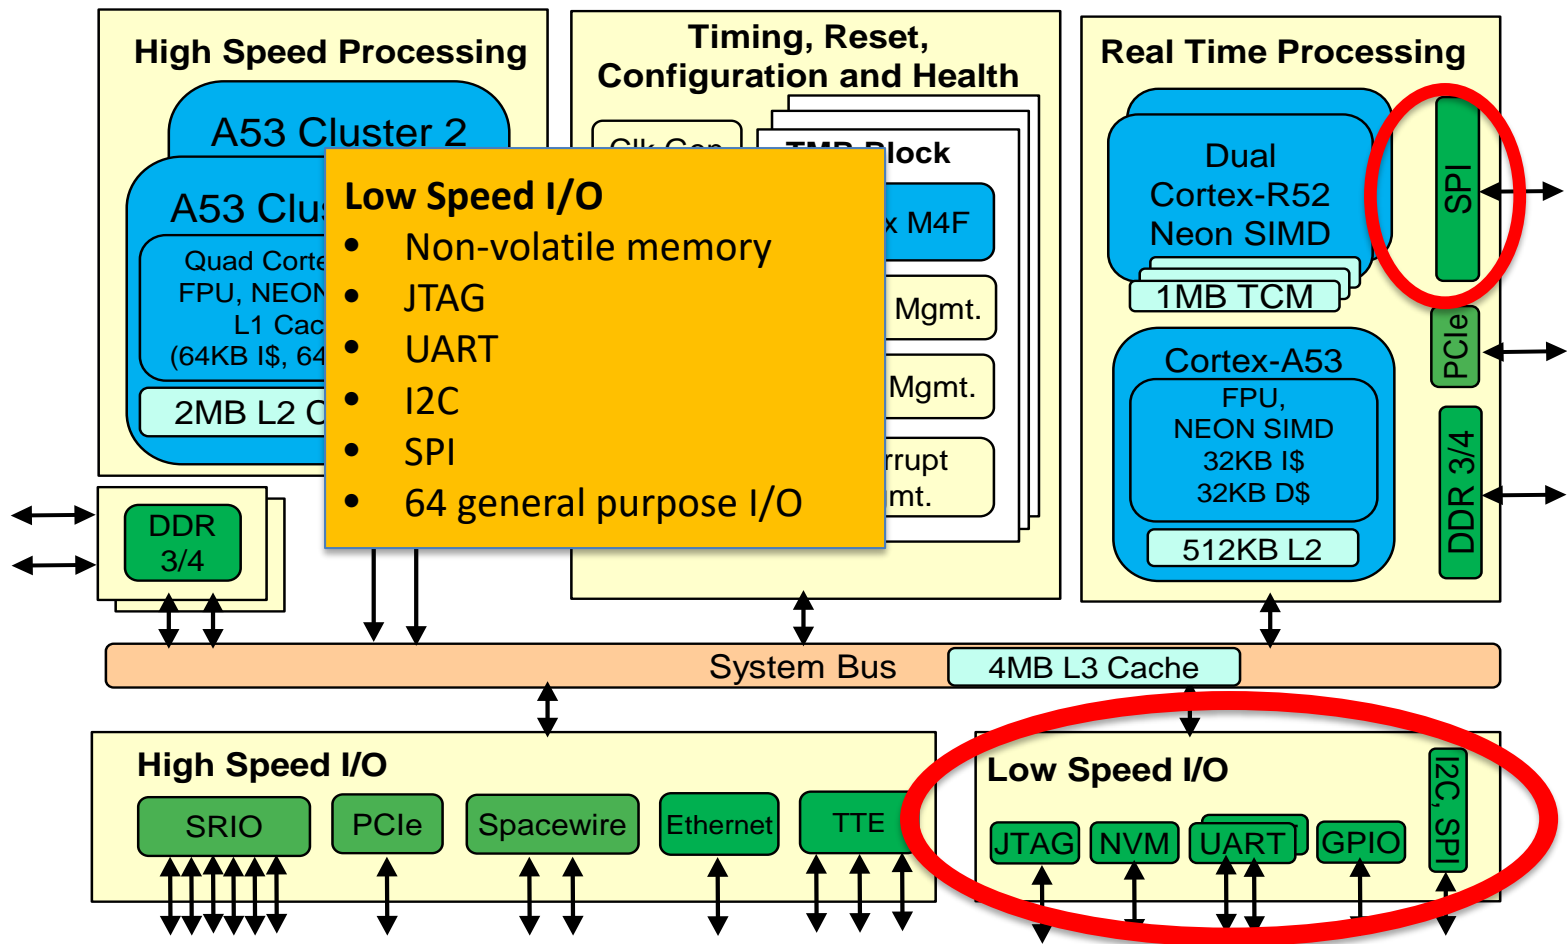 High Speed Processing
A53 Cluster 2
A53 Clu
Quad Corte
FPU, NEON
L1 Cac
(64KB I$, 64
2MB L2 C
Timing, Reset,
Configuration and Health
Block
x M4F
Mgmt.
Mgmt.
rrupt
mt.
Low Speed I/O
• Non-volatile memory
• JTAG
• UART
• I2C
• SPI
• 64 general purpose I/O
Real Time Processing
Dual
Cortex-R52
Neon SIMD
1MB TCM
Cortex-A53
FPU,
NEON SIMD
32KB I$
32KB D$
512KB L2
SPI
PCIe
DDR 3/4
DDR
3/4
System Bus
4MB L3 Cache
High Speed I/O
SRIO
PCIe
Spacewire
Ethernet
TTE
Low Speed I/O
JTAG
NVM
UART
GPIO
I2C, SPI